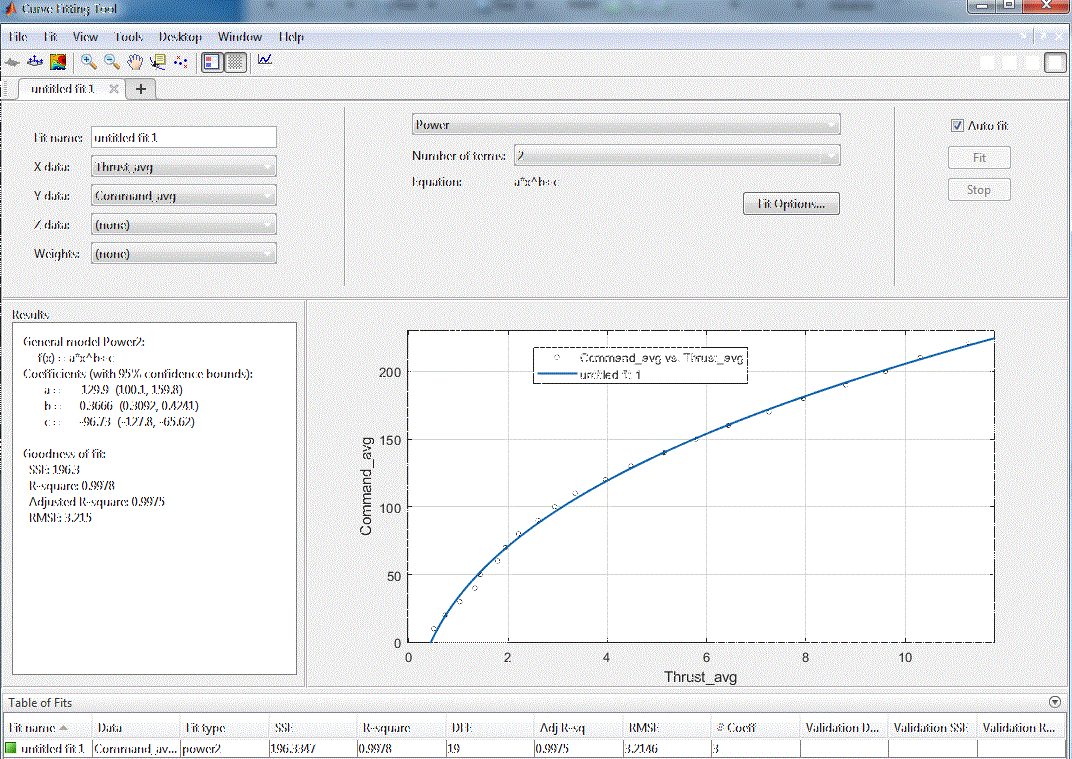 Curve Fitting Tool
File Fit View Tools Desktop Window Help
untitled fit 1
Fit name: untitled fit 1
X data: Thrust_avg
Y data: Command_avg
Z data: (none)
Weights: (none)
Power
Number of terms: 2
Equation: a*x^b+c
Fit Options...
Auto fit
Fit
Stop
Results
General model Power2:
f(x) = a*x^b+c
Coefficients (with 95% confidence bounds):
a = 129.9 (100.1, 159.8)
b = 0.3666 (0.3092, 0.4241)
c = -96.73 (-127.8, -65.62)
Goodness of fit:
SSE: 196.3
R-square: 0.9978
Adjusted R-square: 0.9975
RMSE: 3.215
Command_avg vs. Thrust_avg
untitled fit 1
200
150
100
50
0
Command_avg
0 2 4 6 8 10
Thrust_avg
Table of Fits
Fit name Data Fit type SSE R-square DFE Adj R-sq RMSE # Coeff Validation D... Validation SSE Validation R...
untitled fit 1 Command_av... power2 196.3347 0.9978 19 0.9975 3.2146 3